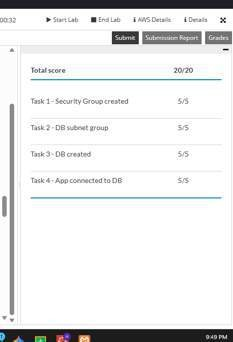 00:32 Start Lab End Lab AWS Details Details
Submit Submission Report Grades
Total score 20/20
Task 1 - Security Group created 5/5
Task 2 - DB subnet group 5/5
Task 3 - DB created 5/5
Task 4 - App connected to DB 5/5
9:49 PM